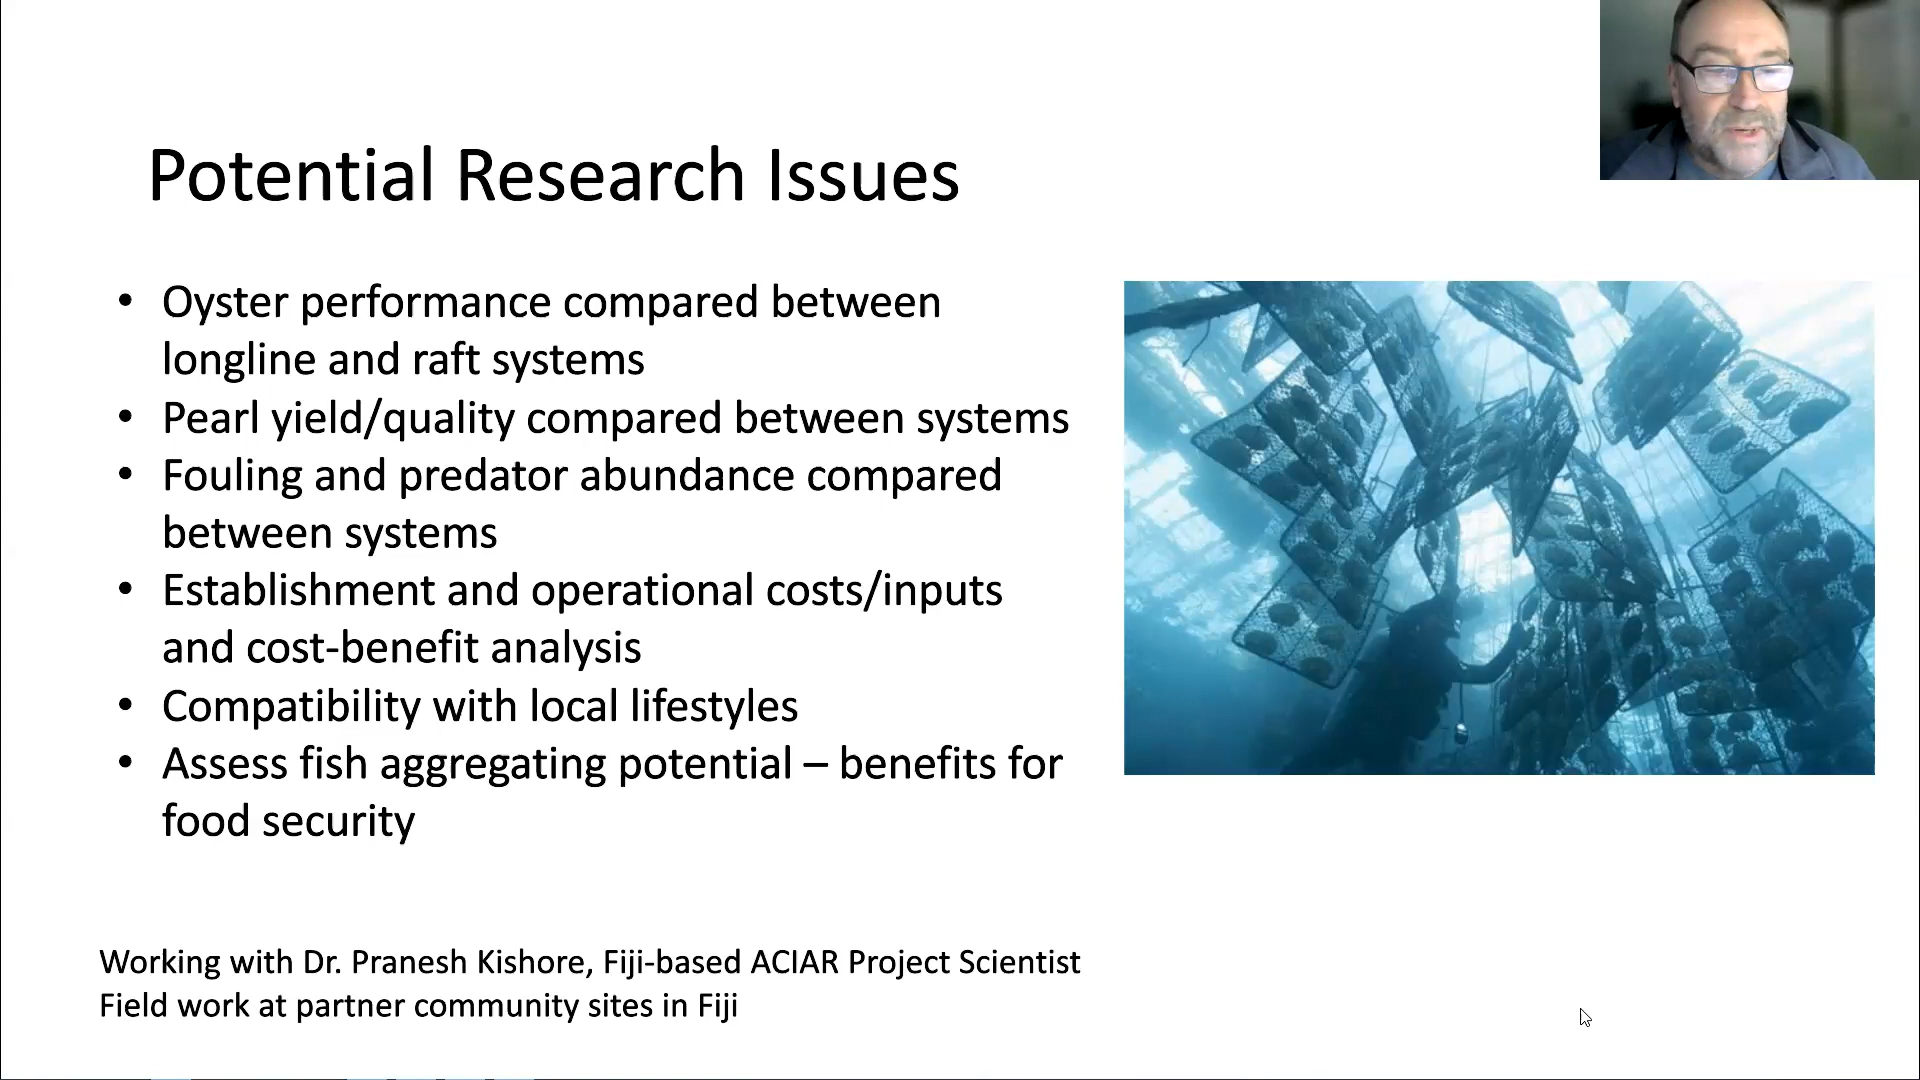 Potential Research Issues
• Oyster performance compared between
longline and raft systems
• Pearl yield/quality compared between systems
• Fouling and predator abundance compared
between systems
• Establishment and operational costs/inputs
and cost-benefit analysis
• Compatibility with local lifestyles
• Assess fish aggregating potential – benefits for
food security
Working with Dr. Pranesh Kishore, Fiji-based ACIAR Project Scientist
Field work at partner community sites in Fiji